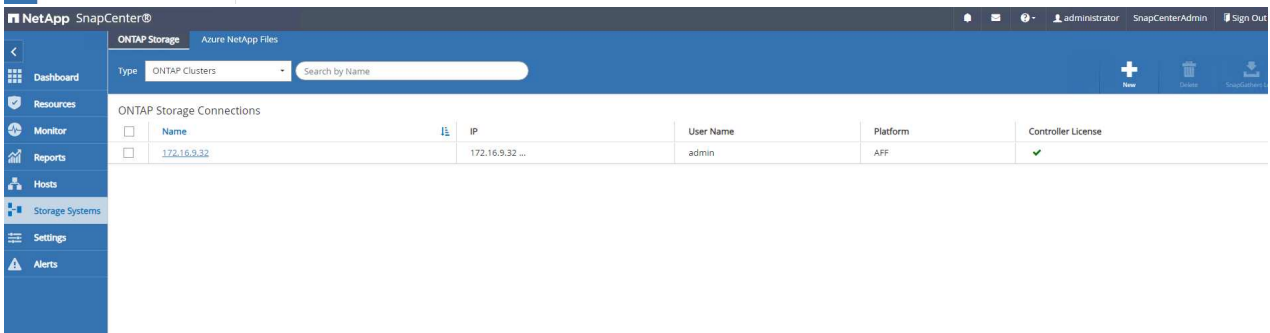 NetApp SnapCenter®
administrator SnapCenterAdmin Sign Out
ONTAP Storage Azure NetApp Files
Type ONTAP Clusters Search by Name
New Delete
Dashboard
Resources
Monitor
Reports
Hosts
Storage Systems
Settings
Alerts
ONTAP Storage Connections
Name IP User Name Platform Controller License
172.16.9.32 172.16.9.32 ... admin AFF